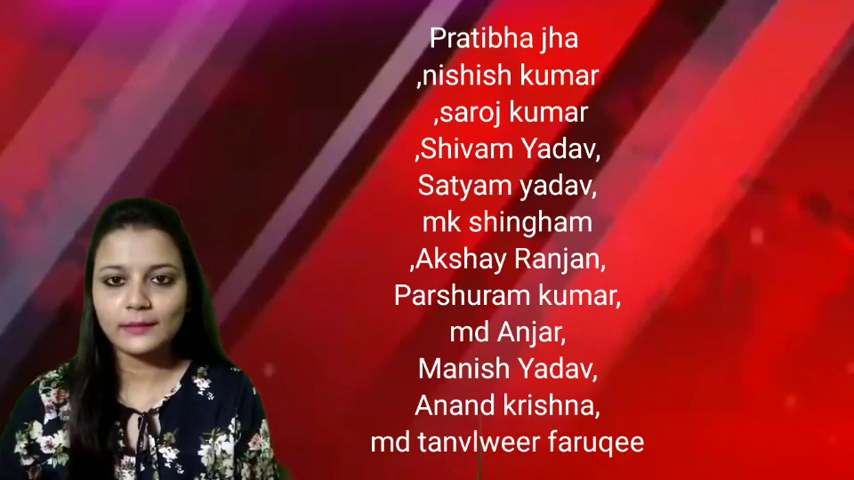 Pratibha jha
,nishish kumar
,saroj kumar
,Shivam Yadav,
Satyam yadav,
mk shingham
,Akshay Ranjan,
Parshuram kumar,
md Anjar,
Manish Yadav,
Anand krishna,
md tanvlweer faruqee